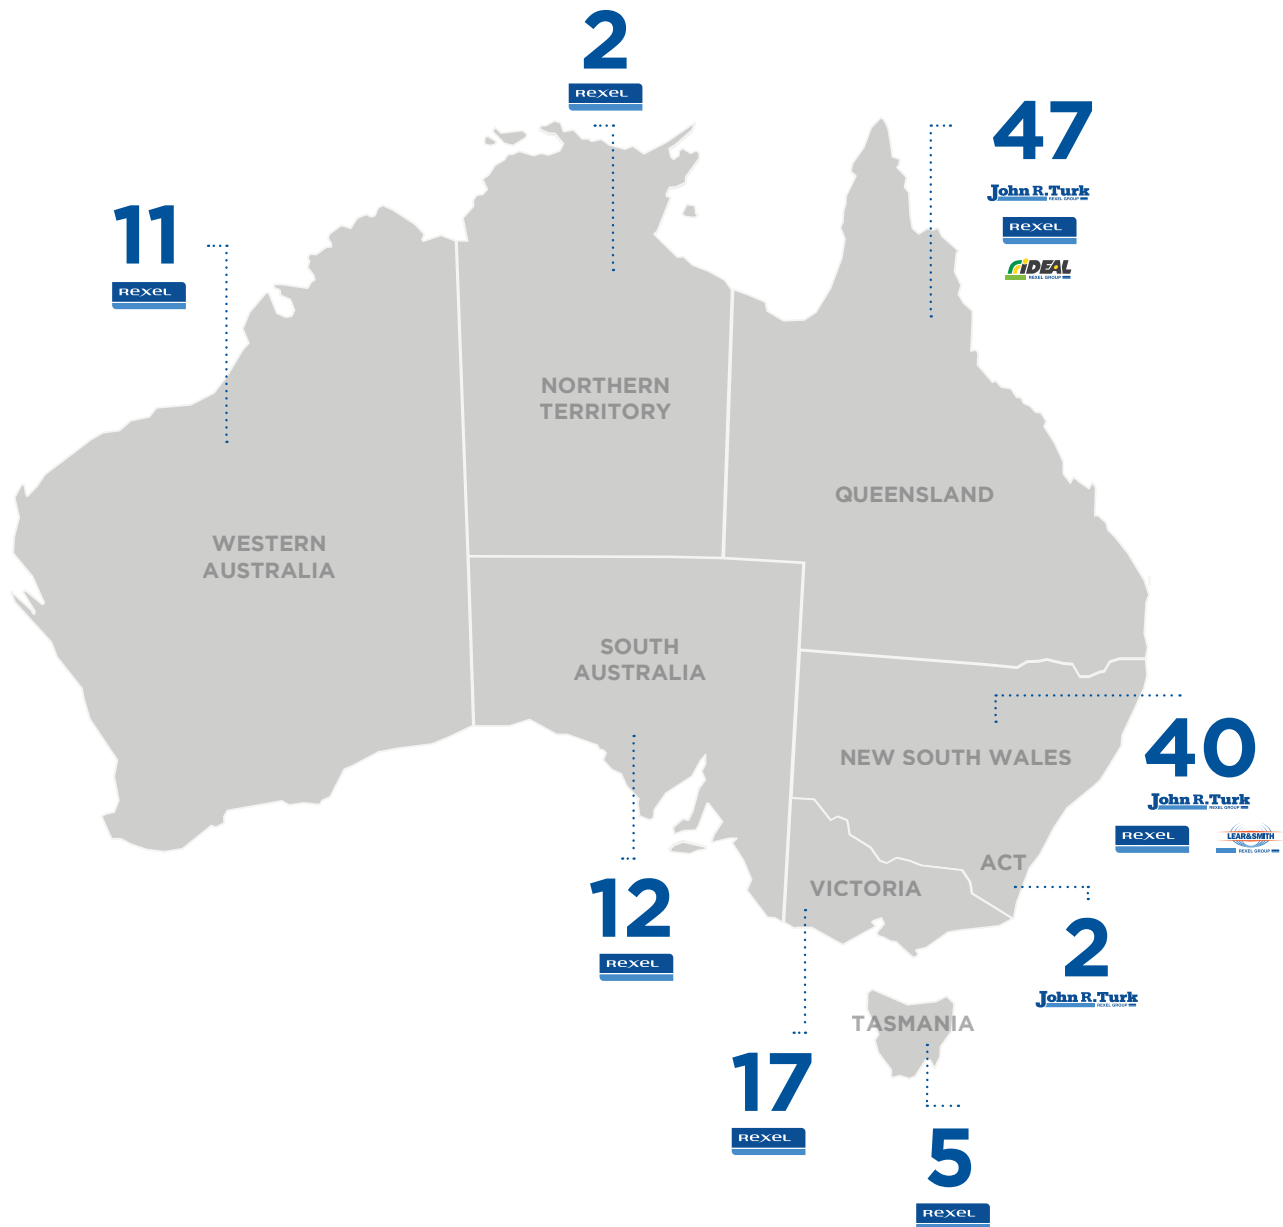 2
REXEL
47
John R.Turk
REXEL GROUP
REXEL
iDEAL
REXEL GROUP
11
REXEL
NORTHERN
TERRITORY
QUEENSLAND
WESTERN
AUSTRALIA
SOUTH
AUSTRALIA
NEW SOUTH WALES
40
John R.Turk
REXEL GROUP
REXEL
LEAR&SMITH
REXEL GROUP
ACT
VICTORIA
12
REXEL
2
John R.Turk
REXEL GROUP
TASMANIA
17
REXEL
5
REXEL